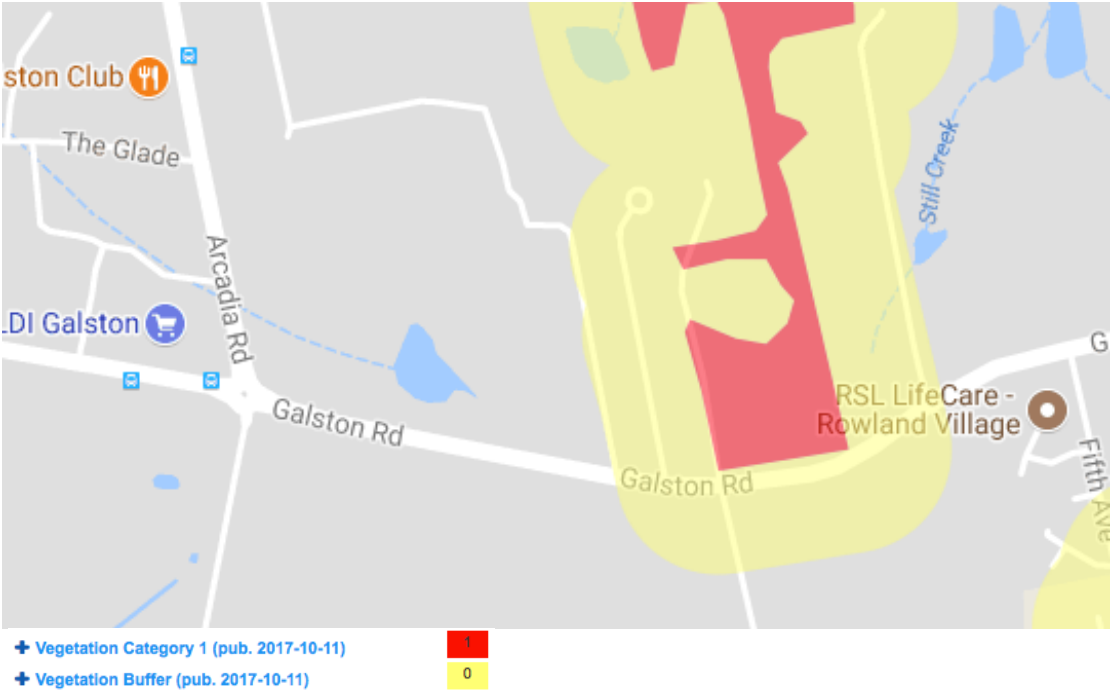 ston Club
The Glade
Still Creek
Arcadia Rd
LDI Galston
G
RSL LifeCare -
Rowland Village
Galston Rd
Galston Rd
Fifth Ave
Vegetation Category 1 (pub. 2017-10-11) 1
Vegetation Buffer (pub. 2017-10-11) 0